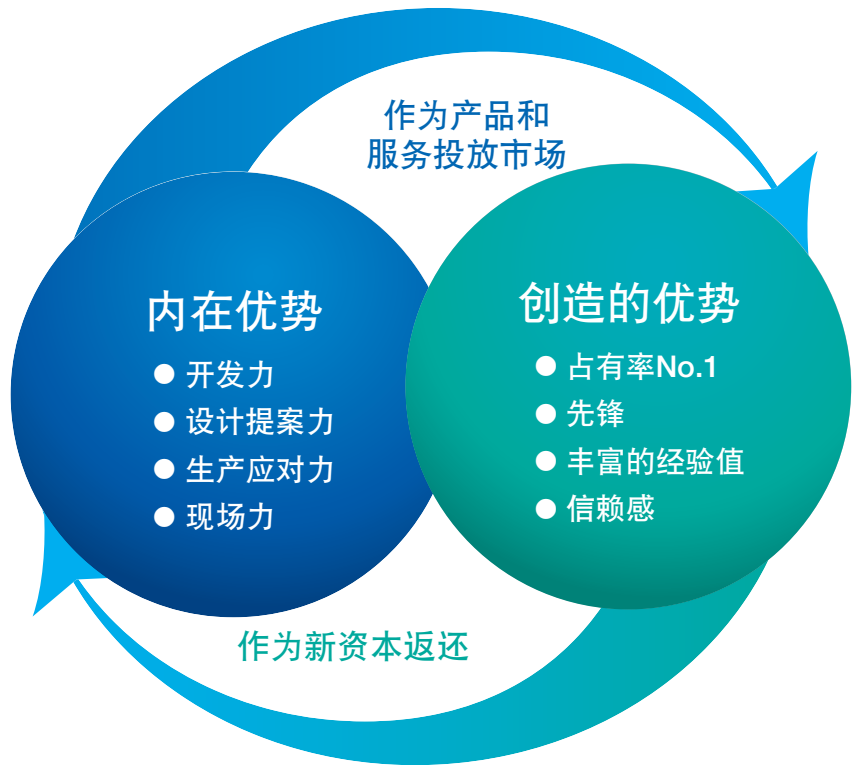 作为产品和
服务投放市场
内在优势
● 开发力
● 设计提案力
● 生产应对力
● 现场力
创造的优势
● 占有率No.1
● 先锋
● 丰富的经验值
● 信赖感
作为新资本返还